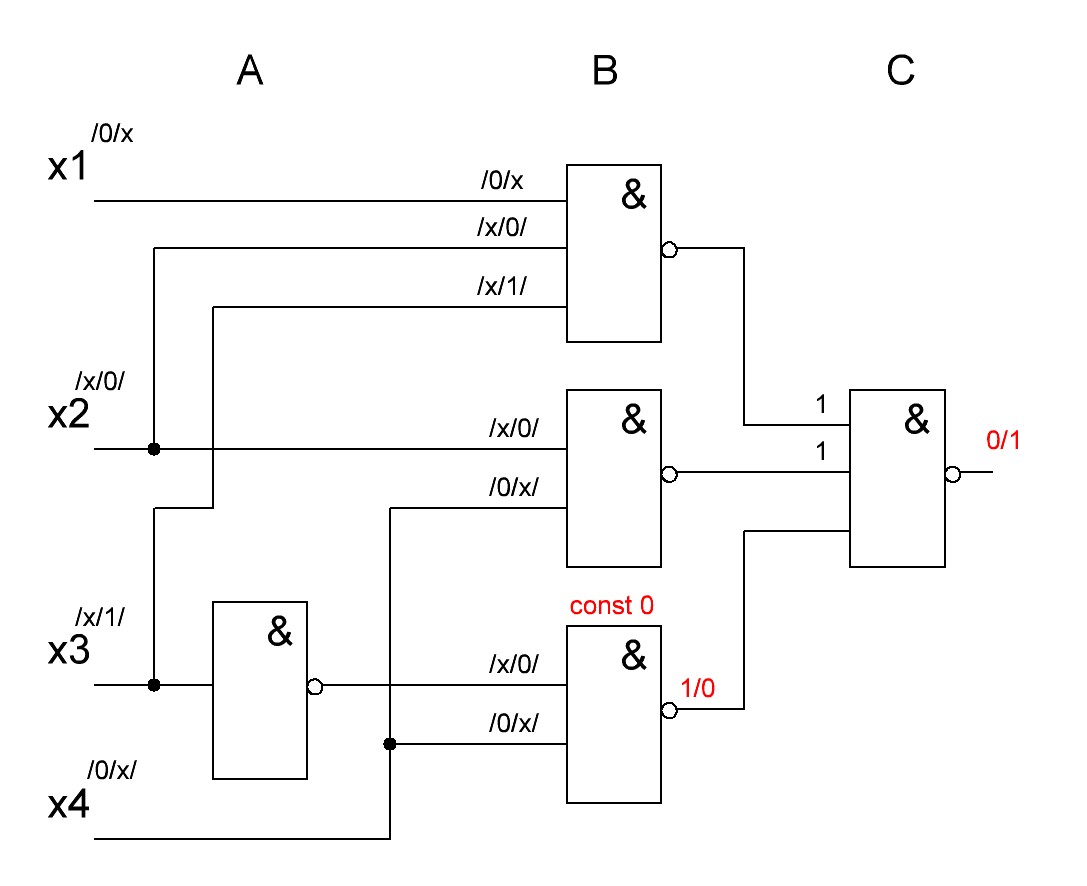 A B C
/0/x
x1
/0/x
&
/x/0/
/x/1/
/x/0/
x2
1
&
/x/0/
&
0/1
1
/0/x/
const 0
/x/1/
x3
&
&
/x/0/
1/0
/0/x/
/0/x/
x4